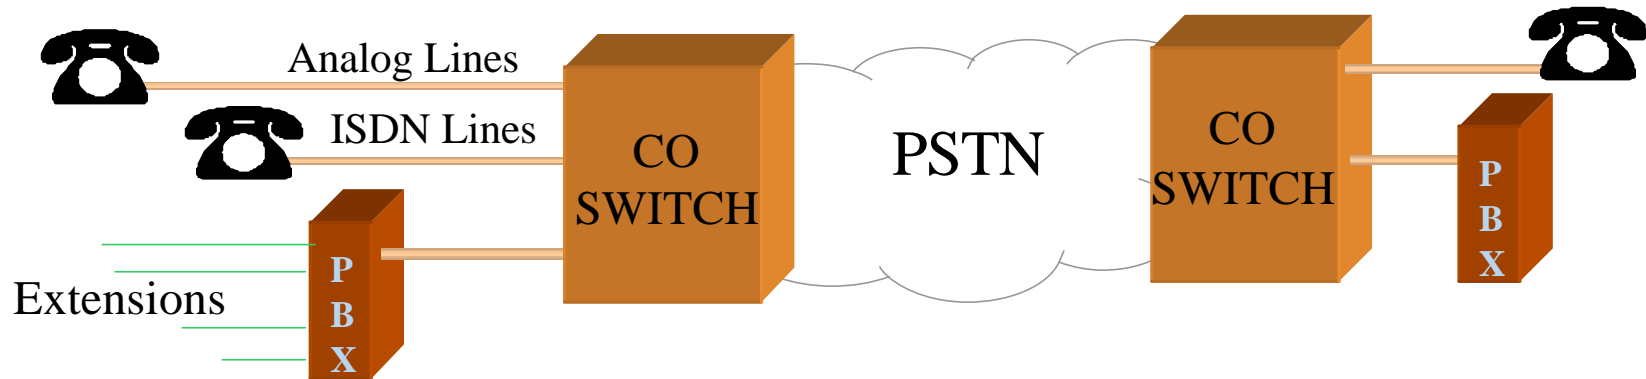 Analog Lines
ISDN Lines
CO
SWITCH
PSTN
CO
SWITCH
P
B
X
Extensions
P
B
X